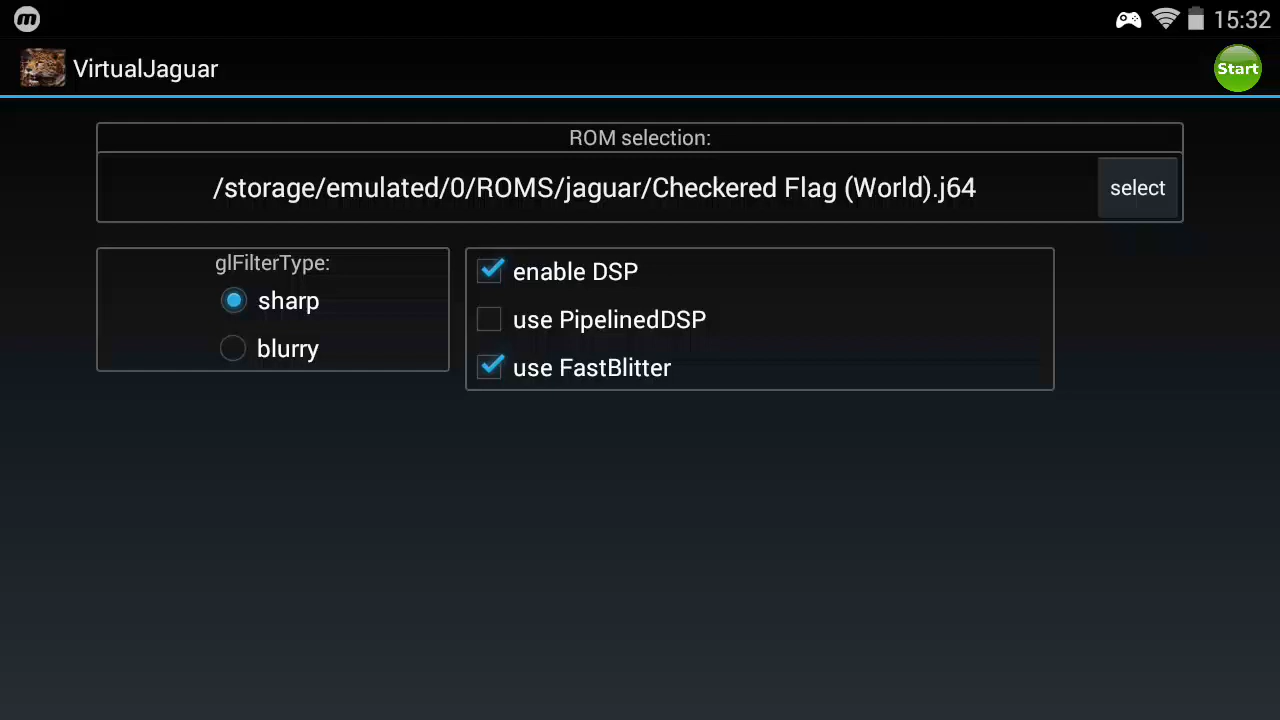 15:32
VirtualJaguar
Start
ROM selection:
/storage/emulated/0/ROMS/jaguar/Checkered Flag (World).j64
select
glFilterType:
sharp
blurry
enable DSP
use PipelinedDSP
use FastBlitter